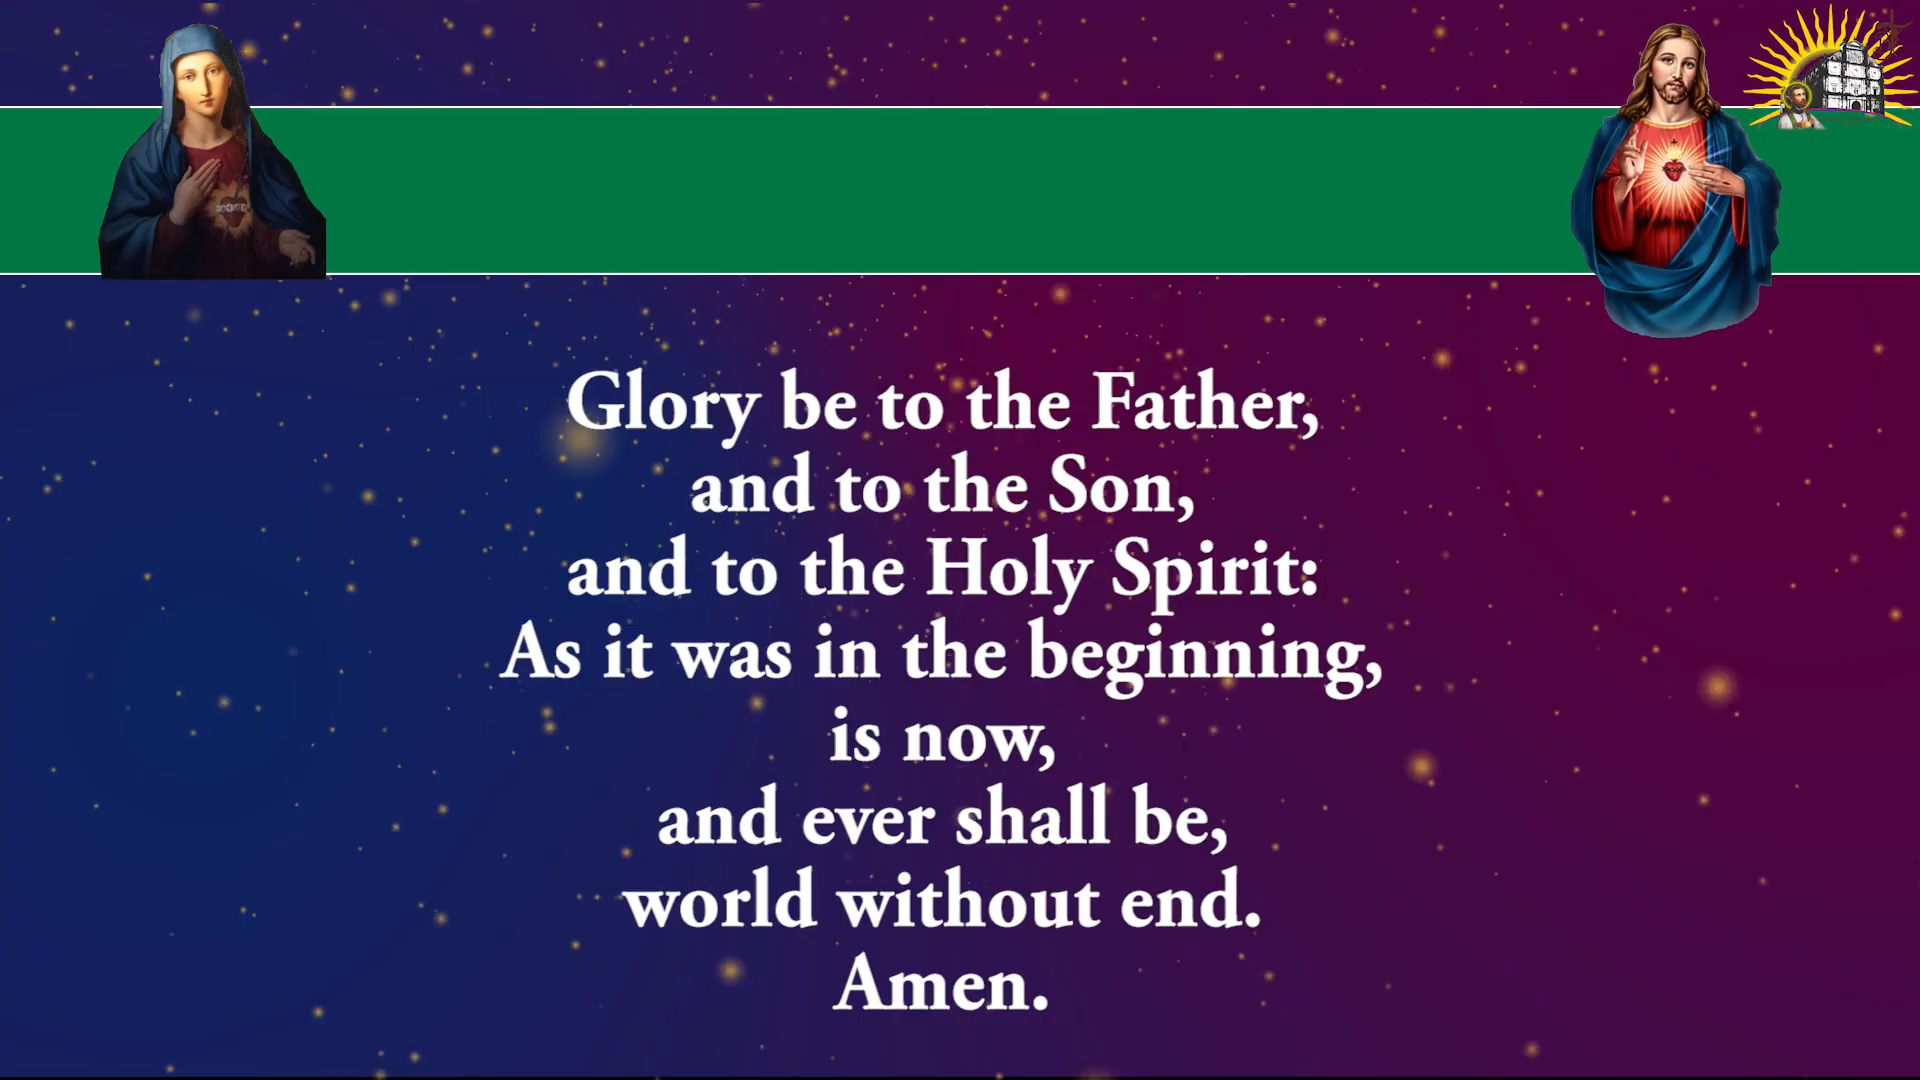 Glory be to the Father,
and to the Son,
and to the Holy Spirit:
As it was in the beginning,
is now,
and ever shall be,
world without end.
Amen.